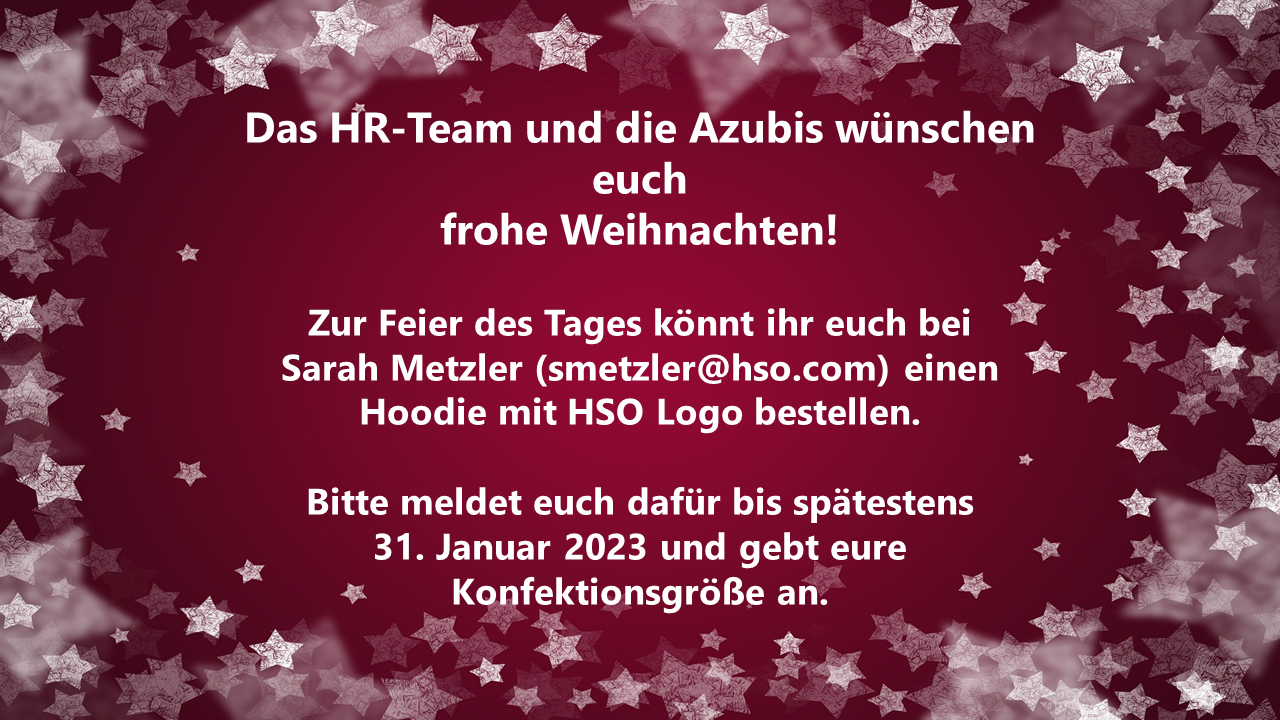 Das HR-Team und die Azubis wünschen
euch
frohe Weihnachten!
Zur Feier des Tages könnt ihr euch bei
Sarah Metzler (smetzler@hso.com) einen
Hoodie mit HSO Logo bestellen.
Bitte meldet euch dafür bis spätestens
31. Januar 2023 und gebt eure
Konfektionsgröße an.